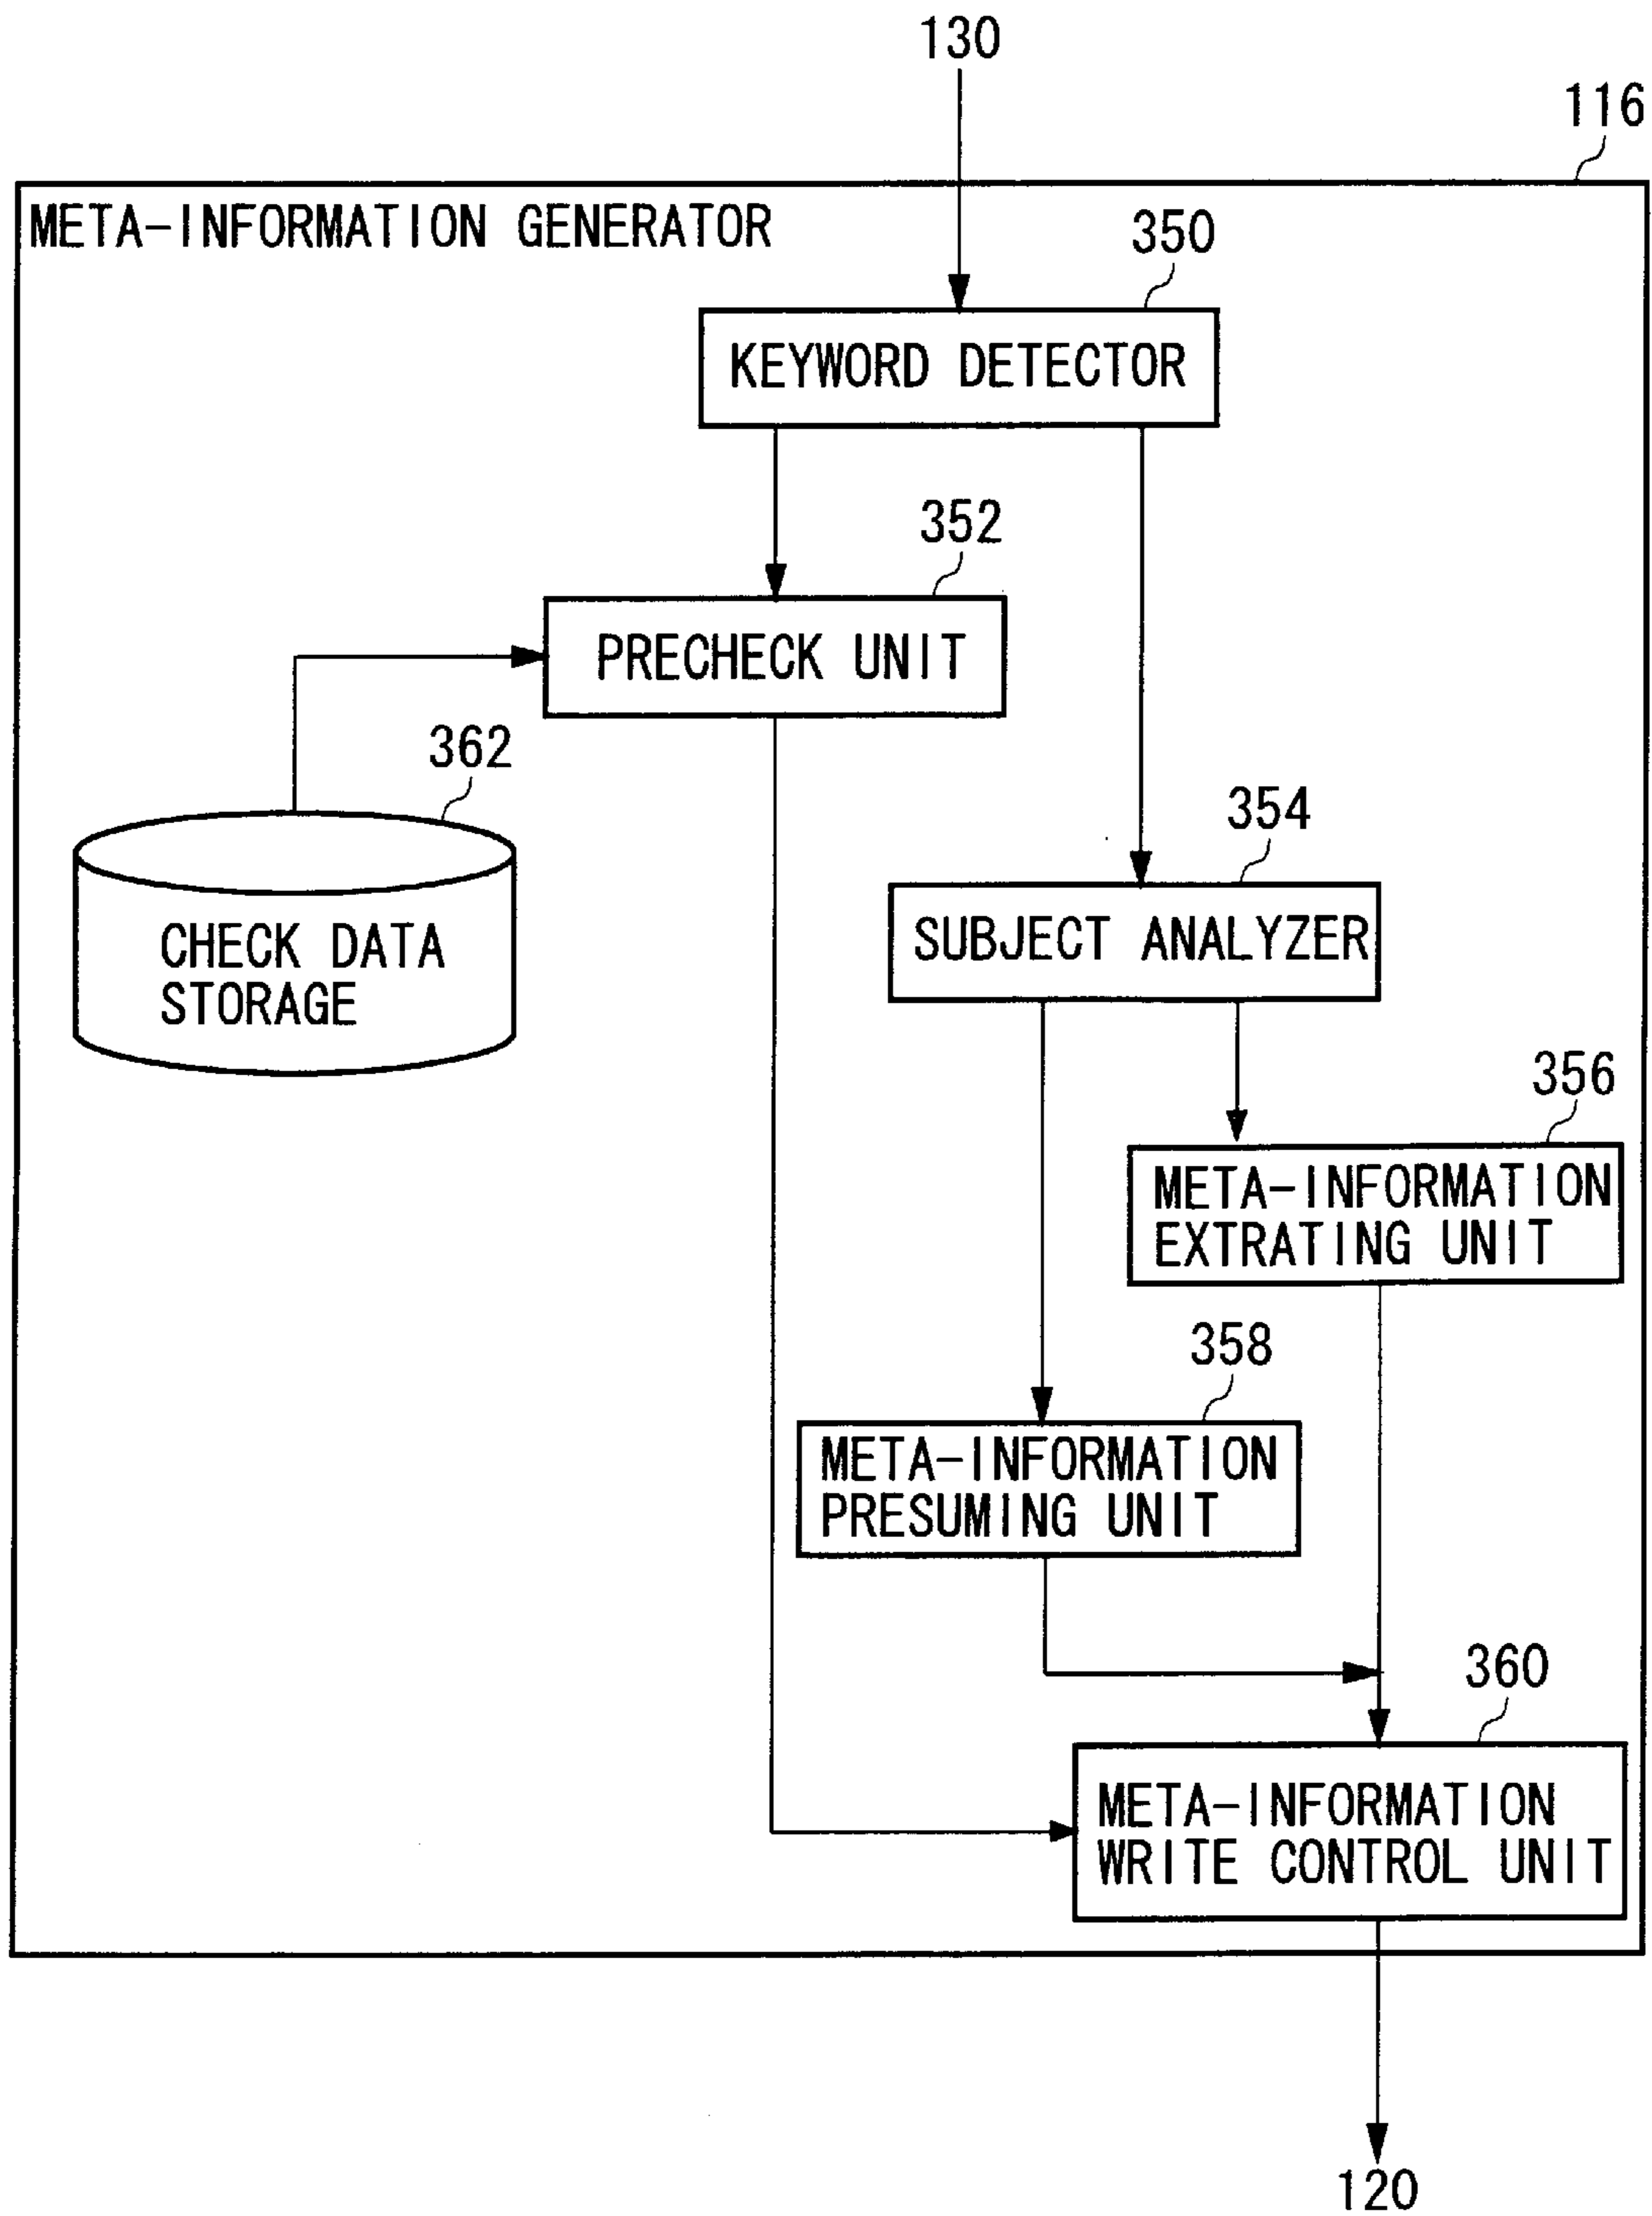 130
116
META-INFORMATION GENERATOR
350
KEYWORD DETECTOR
352
PRECHECK UNIT
362
CHECK DATA
STORAGE
354
SUBJECT ANALYZER
356
META-INFORMATION
EXTRATING UNIT
358
META-INFORMATION
PRESUMING UNIT
360
META-INFORMATION
WRITE CONTROL UNIT
120